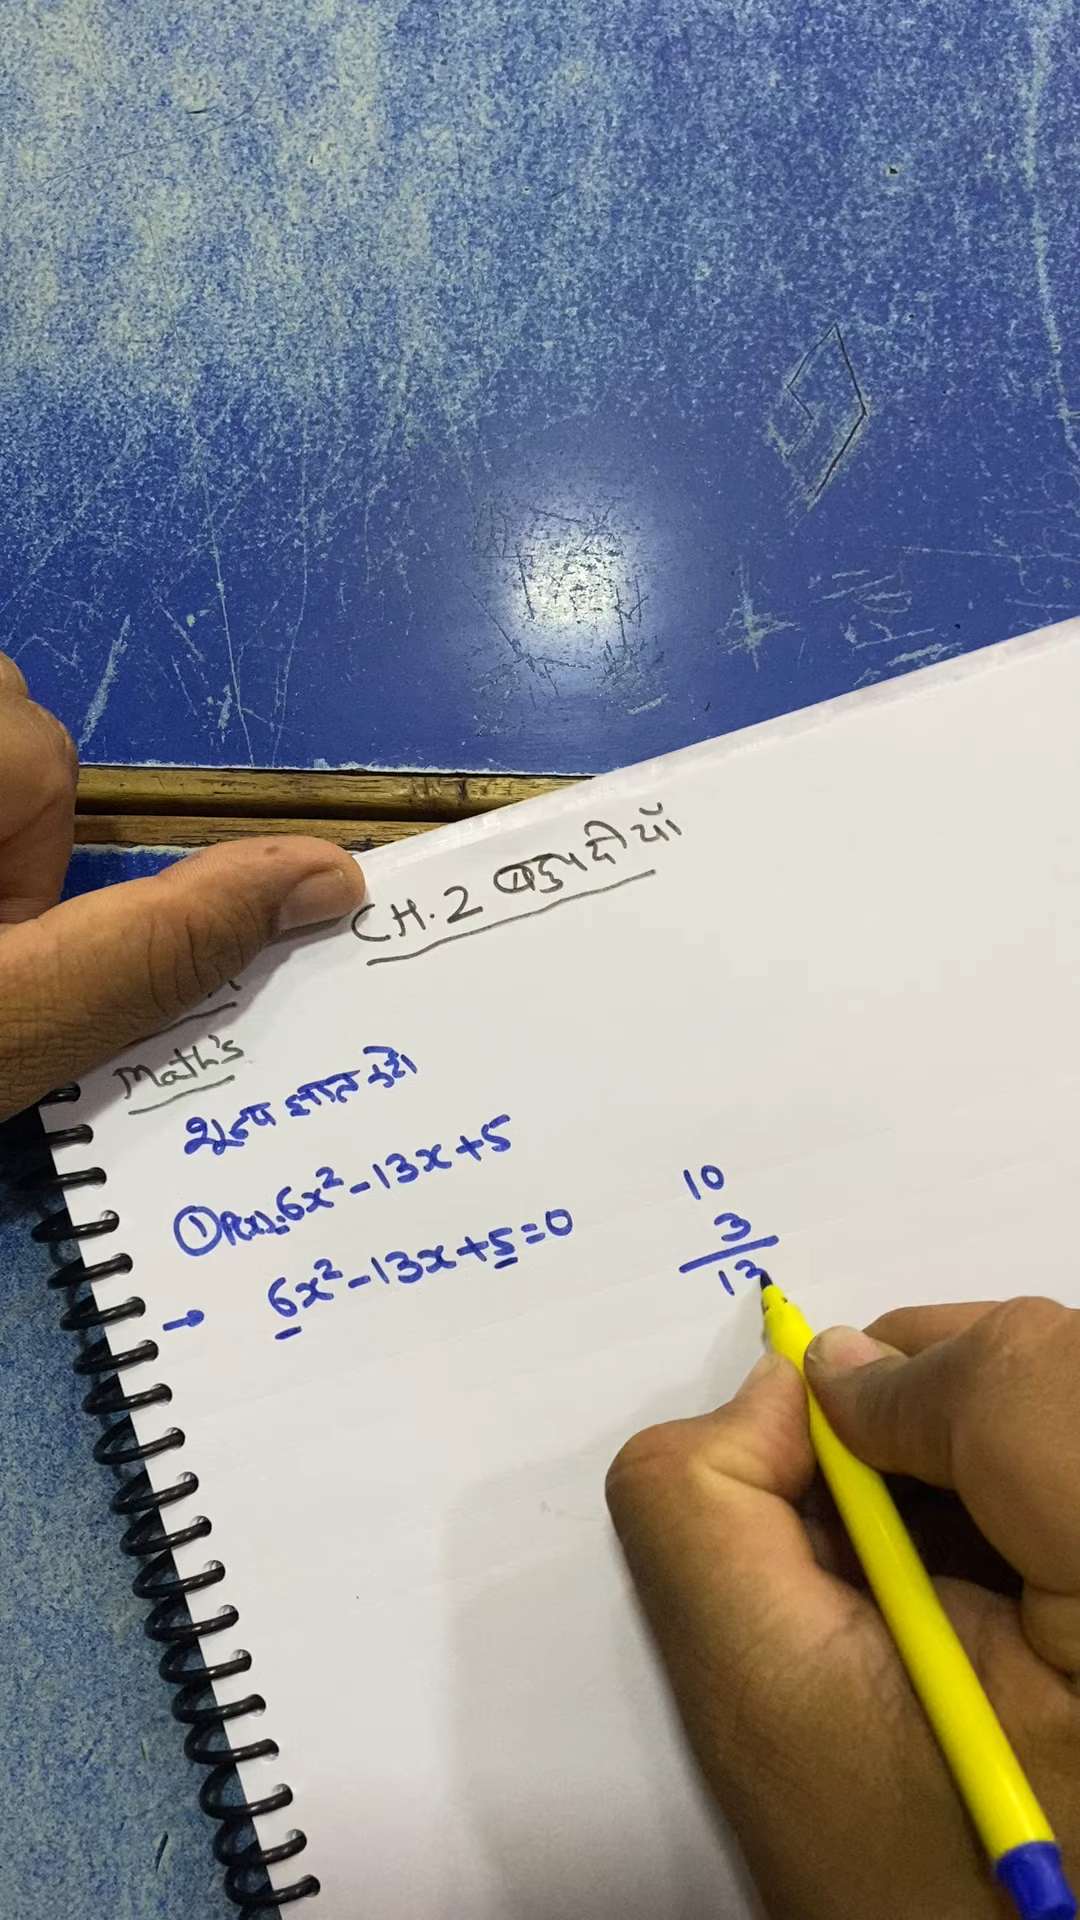 CH.2 बहुपदीयाँ
Math's
शून्य ज्ञात करो
① P(x)=6x²-13x+5
→ 6x²-13x+5=0
10
3
13